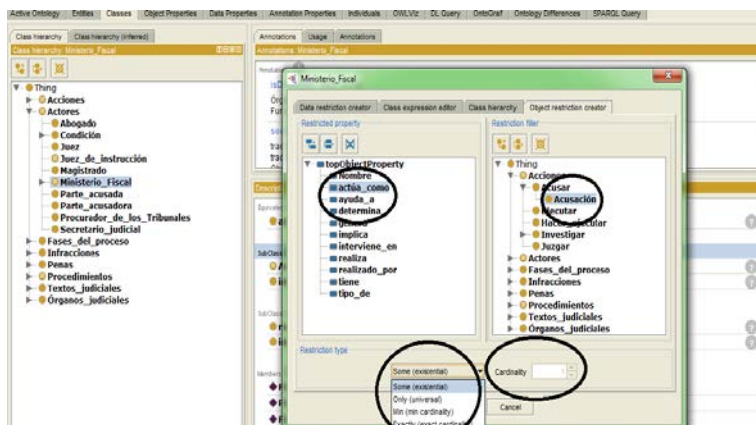 Active Ontology Entities Classes Object Properties Data Properties Annotation Properties Individuals OWLViz DL Query OntoGraf Ontology Differences SPARQL Query
Class hierarchy Class hierarchy (inferred)
Class hierarchy: Ministerio_Fiscal
Thing
Acciones
Actores
Abogado
Condición
Juez
Juez_de_instrucción
Magistrado
Ministerio_Fiscal
Parte_acusada
Parte_acusadora
Procurador_de_los_Tribunales
Secretario_judicial
Fases_del_proceso
Infracciones
Penas
Procedimientos
Textos_judiciales
Órganos_judiciales
Annotations Usage Annotations
Annotations: Ministerio_Fiscal
Ministerio_Fiscal
Data restriction creator Class expression editor Class hierarchy Object restriction creator
Restricted property
topObjectProperty
Nombre
actúa_como
ayuda_a
determina
implica
interviene_en
realiza
realizado_por
tiene
tipo_de
Restriction filler
Thing
Acciones
Acusar
Acusación
Ejecutar
Hacer_ejecular
Investigar
Juzgar
Actores
Fases_del_proceso
Infracciones
Penas
Procedimientos
Textos_judiciales
Órganos_judiciales
Restriction type
Some (existential)
Cardinality 1
Some (existential)
Only (universal)
Min (min cardinality)
Exactly (exact cardinality
Cancel